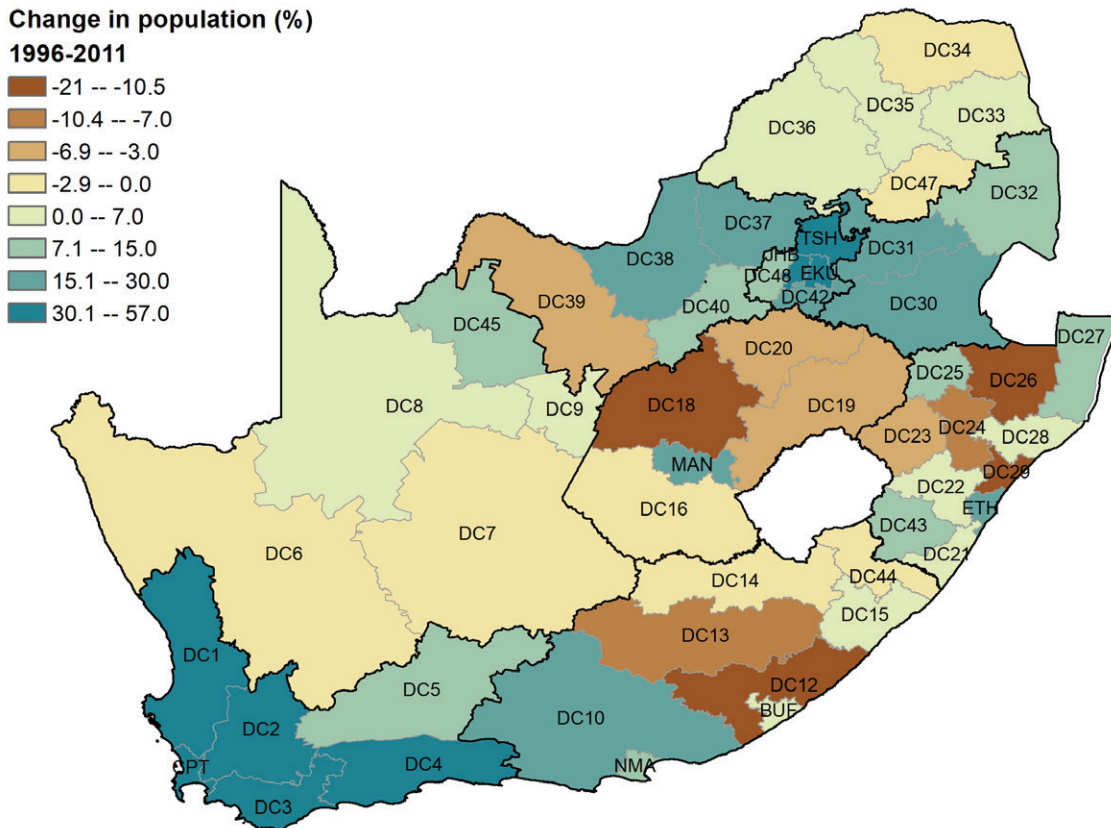 Change in population (%)
1996-2011
-21 -- -10.5
-10.4 -- -7.0
-6.9 -- -3.0
-2.9 -- 0.0
0.0 -- 7.0
7.1 -- 15.0
15.1 -- 30.0
30.1 -- 57.0
DC34
DC35
DC33
DC36
DC47
DC32
DC37
TSH
DC38
DC31
JHB
DC48
EKU
DC42
DC30
DC39
DC40
DC45
DC27
DC20
DC25
DC26
DC8
DC9
DC18
DC19
DC24
DC23
DC28
MAN
DC29
DC22
ETH
DC16
DC43
DC7
DC6
DC21
DC14
DC44
DC15
DC13
DC1
DC5
DC12
BUF
DC10
DC2
CPT
DC4
NMA
DC3